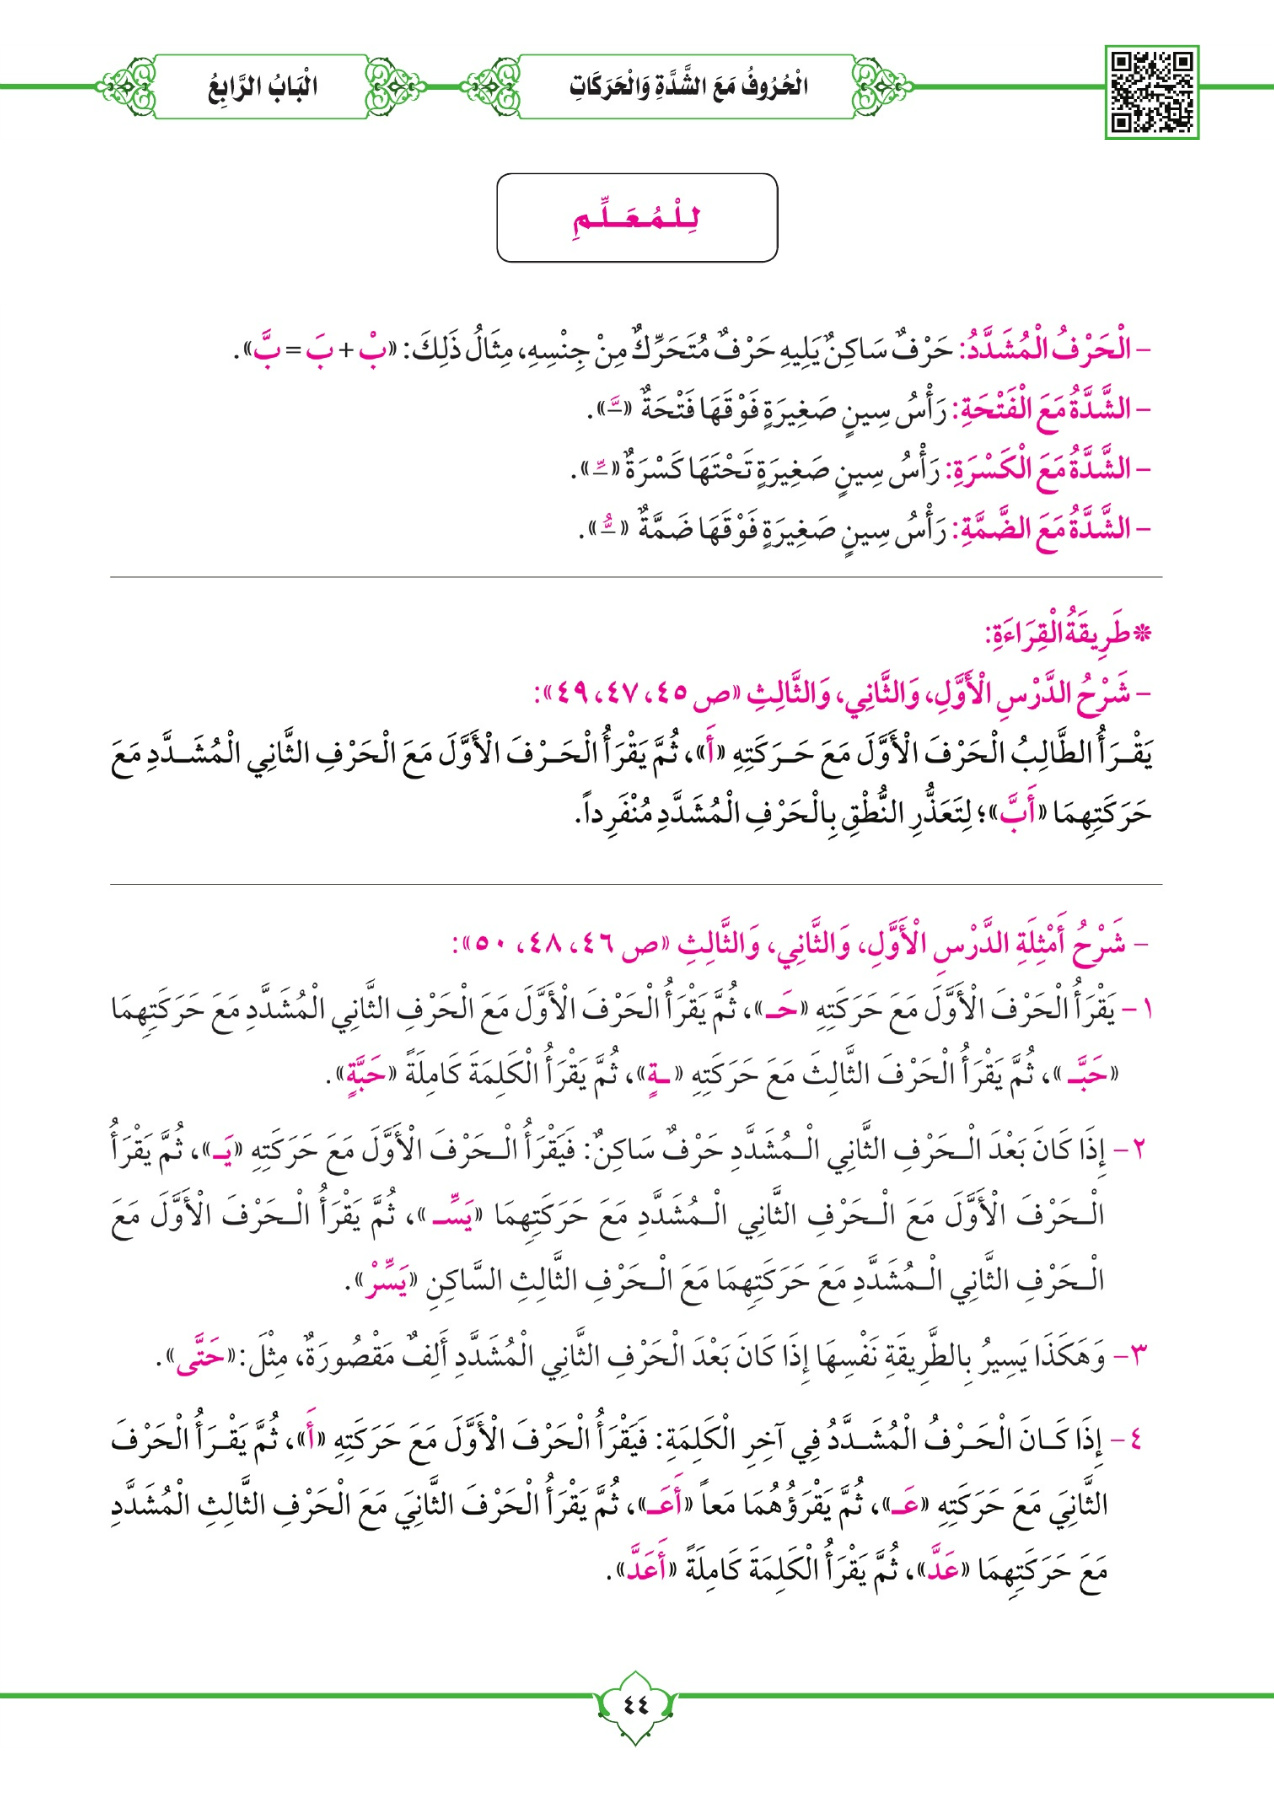 الْحُرُوفُ مَعَ الشَّدَّةِ وَالْحَرَكَاتِ
الْبَابُ الرَّابِعُ
لِلْمُعَلِّمِ
– الْحَرْفُ الْمُشَدَّدُ: حَرْفٌ سَاكِنٌ يَلِيهِ حَرْفٌ مُتَحَرِّكٌ مِنْ جِنْسِهِ، مِثَالُ ذَلِكَ: «بْ + بَ = بَّ».
– الشَّدَّةُ مَعَ الْفَتْحَةِ: رَأْسُ سِينٍ صَغِيرَةٍ فَوْقَهَا فَتْحَةٌ «ـَّ».
– الشَّدَّةُ مَعَ الْكَسْرَةِ: رَأْسُ سِينٍ صَغِيرَةٍ تَحْتَهَا كَسْرَةٌ «ـِّ».
– الشَّدَّةُ مَعَ الضَّمَّةِ: رَأْسُ سِينٍ صَغِيرَةٍ فَوْقَهَا ضَمَّةٌ «ـُّ».
* طَرِيقَةُ الْقِرَاءَةِ:
– شَرْحُ الدَّرْسِ الْأَوَّلِ، وَالثَّانِي، وَالثَّالِثِ «ص ٤٥، ٤٧، ٤٩»:
يَقْرَأُ الطَّالِبُ الْحَرْفَ الْأَوَّلَ مَعَ حَرَكَتِهِ «أَ»، ثُمَّ يَقْرَأُ الْحَرْفَ الْأَوَّلَ مَعَ الْحَرْفِ الثَّانِي الْمُشَدَّدِ مَعَ
حَرَكَتِهِمَا «أَبَّ»؛ لِتَعَذُّرِ النُّطْقِ بِالْحَرْفِ الْمُشَدَّدِ مُنْفَرِداً.
– شَرْحُ أَمْثِلَةِ الدَّرْسِ الْأَوَّلِ، وَالثَّانِي، وَالثَّالِثِ «ص ٤٦، ٤٨، ٥٠»:
١– يَقْرَأُ الْحَرْفَ الْأَوَّلَ مَعَ حَرَكَتِهِ «حَـ»، ثُمَّ يَقْرَأُ الْحَرْفَ الْأَوَّلَ مَعَ الْحَرْفِ الثَّانِي الْمُشَدَّدِ مَعَ حَرَكَتِهِمَا
«حَبَّـ»، ثُمَّ يَقْرَأُ الْحَرْفَ الثَّالِثَ مَعَ حَرَكَتِهِ «ـةٍ»، ثُمَّ يَقْرَأُ الْكَلِمَةَ كَامِلَةً «حَبَّةٍ».
٢– إِذَا كَانَ بَعْدَ الْحَرْفِ الثَّانِي الْمُشَدَّدِ حَرْفٌ سَاكِنٌ: فَيَقْرَأُ الْحَرْفَ الْأَوَّلَ مَعَ حَرَكَتِهِ «يَـ»، ثُمَّ يَقْرَأُ
الْحَرْفَ الْأَوَّلَ مَعَ الْحَرْفِ الثَّانِي الْمُشَدَّدِ مَعَ حَرَكَتِهِمَا «يَسِّـ»، ثُمَّ يَقْرَأُ الْحَرْفَ الْأَوَّلَ مَعَ
الْحَرْفِ الثَّانِي الْمُشَدَّدِ مَعَ حَرَكَتِهِمَا مَعَ الْحَرْفِ الثَّالِثِ السَّاكِنِ «يَسِّرْ».
٣– وَهَكَذَا يَسِيرُ بِالطَّرِيقَةِ نَفْسِهَا إِذَا كَانَ بَعْدَ الْحَرْفِ الثَّانِي الْمُشَدَّدِ أَلِفٌ مَقْصُورَةٌ، مِثْلَ: «حَتَّى».
٤– إِذَا كَانَ الْحَرْفُ الْمُشَدَّدُ فِي آخِرِ الْكَلِمَةِ: فَيَقْرَأُ الْحَرْفَ الْأَوَّلَ مَعَ حَرَكَتِهِ «أَ»، ثُمَّ يَقْرَأُ الْحَرْفَ
الثَّانِيَ مَعَ حَرَكَتِهِ «عَـ»، ثُمَّ يَقْرَؤُهُمَا مَعاً «أَعَـ»، ثُمَّ يَقْرَأُ الْحَرْفَ الثَّانِيَ مَعَ الْحَرْفِ الثَّالِثِ الْمُشَدَّدِ
مَعَ حَرَكَتِهِمَا «عَدَّ»، ثُمَّ يَقْرَأُ الْكَلِمَةَ كَامِلَةً «أَعَدَّ».
٤٤